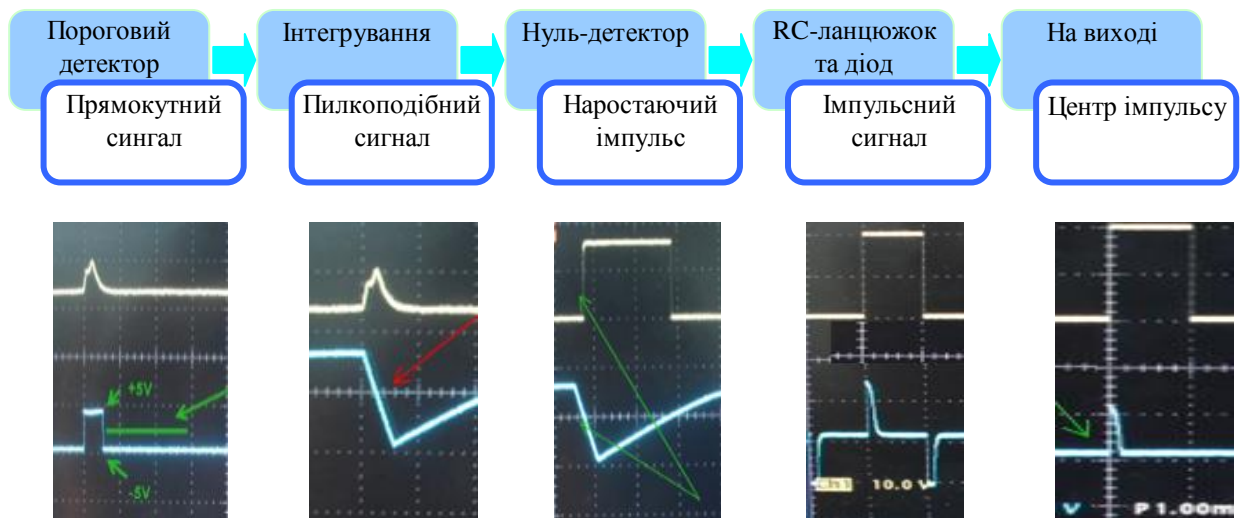 Пороговий
детектор
Прямокутний
сингал
Інтегрування
Пилкоподібний
сигнал
Нуль-детектор
Наростаючий
імпульс
RC-ланцюжок
та діод
Імпульсний
сигнал
На виході
Центр імпульсу
+5V
-5V
Ch1 10.0 V
V P 1.00m